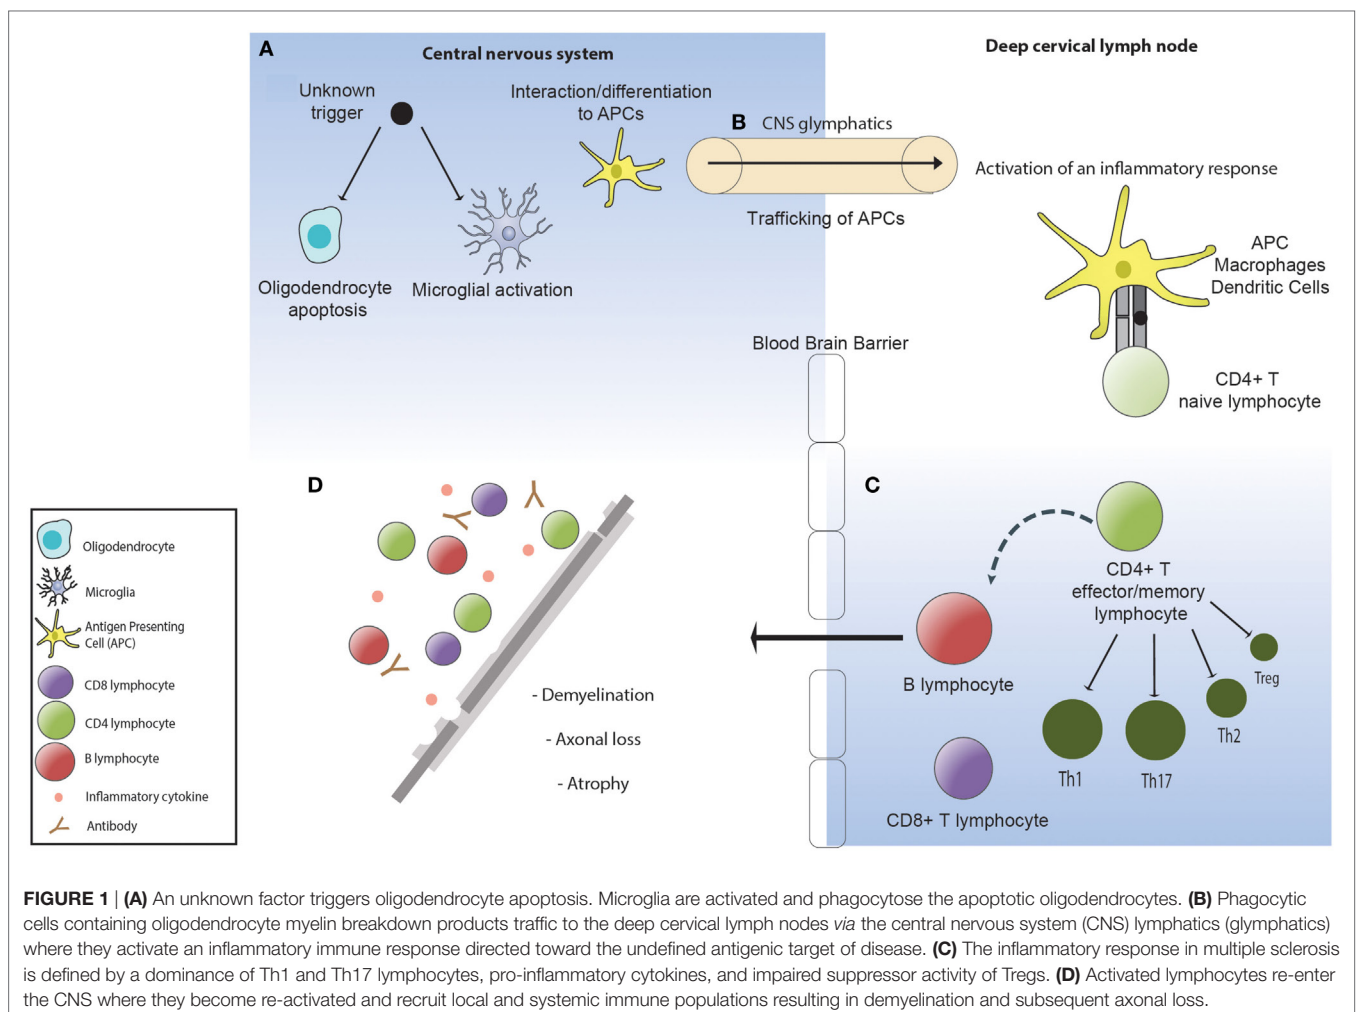 A
Central nervous system
Deep cervical lymph node
Unknown
trigger
Interaction/differentiation
to APCs
B
CNS glymphatics
Trafficking of APCs
Activation of an inflammatory response
APC
Macrophages
Dendritic Cells
Oligodendrocyte
apoptosis
Microglial activation
Blood Brain Barrier
CD4+ T
naive lymphocyte
D
C
CD4+ T
effector/memory
lymphocyte
B lymphocyte
Treg
Th2
Th1
Th17
CD8+ T lymphocyte
- Demyelination
- Axonal loss
- Atrophy
Oligodendrocyte
Microglia
Antigen Presenting
Cell (APC)
CD8 lymphocyte
CD4 lymphocyte
B lymphocyte
Inflammatory cytokine
Antibody
FIGURE 1 | (A) An unknown factor triggers oligodendrocyte apoptosis. Microglia are activated and phagocytose the apoptotic oligodendrocytes. (B) Phagocytic
cells containing oligodendrocyte myelin breakdown products traffic to the deep cervical lymph nodes via the central nervous system (CNS) lymphatics (glymphatics)
where they activate an inflammatory immune response directed toward the undefined antigenic target of disease. (C) The inflammatory response in multiple sclerosis
is defined by a dominance of Th1 and Th17 lymphocytes, pro-inflammatory cytokines, and impaired suppressor activity of Tregs. (D) Activated lymphocytes re-enter
the CNS where they become re-activated and recruit local and systemic immune populations resulting in demyelination and subsequent axonal loss.